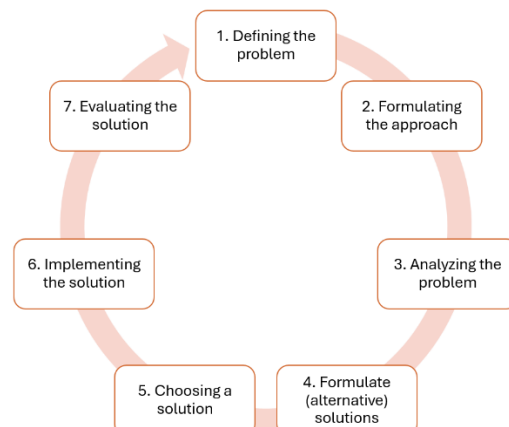 1. Defining the
problem
2. Formulating
the approach
3. Analyzing the
problem
4. Formulate
(alternative)
solutions
5. Choosing a
solution
6. Implementing
the solution
7. Evaluating the
solution